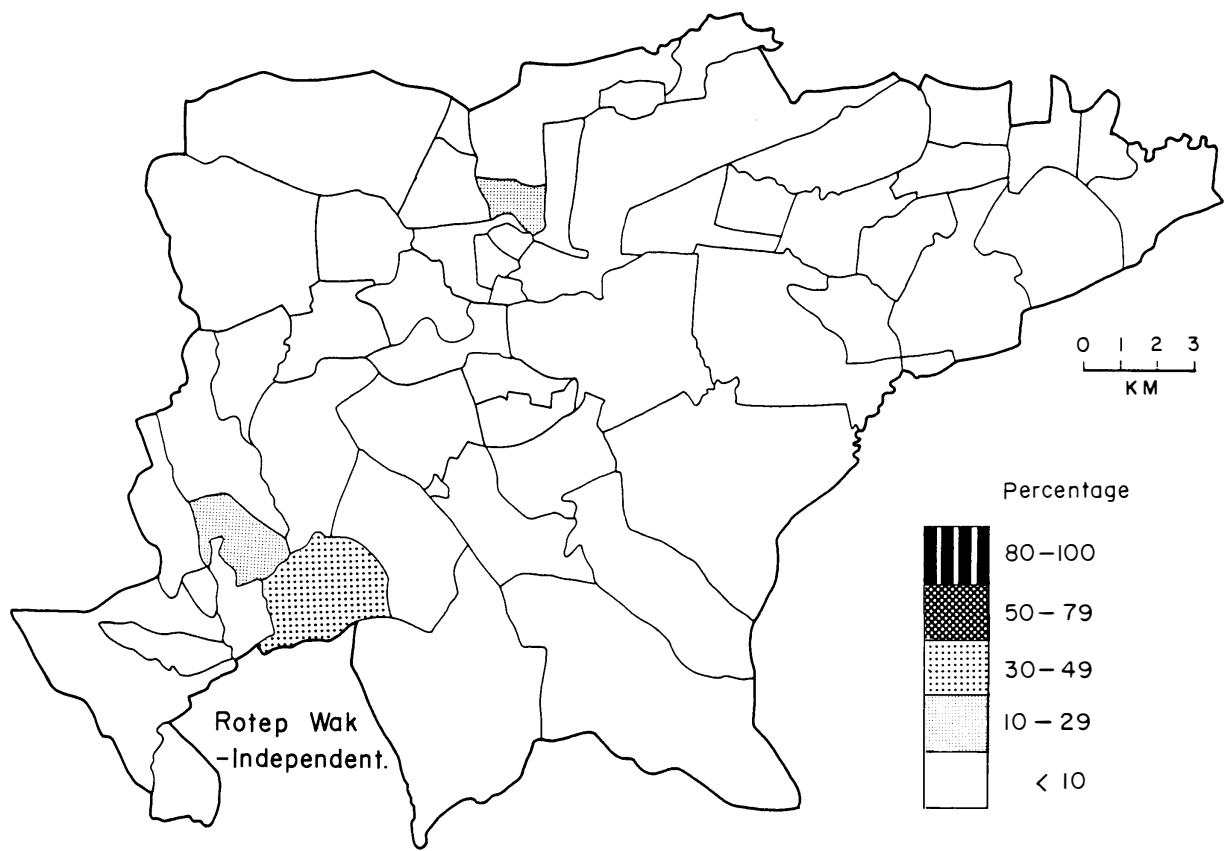 0 1 2 3
KM
Percentage
80-100
50-79
30-49
10-29
< 10
Rotep Wak
-Independent.